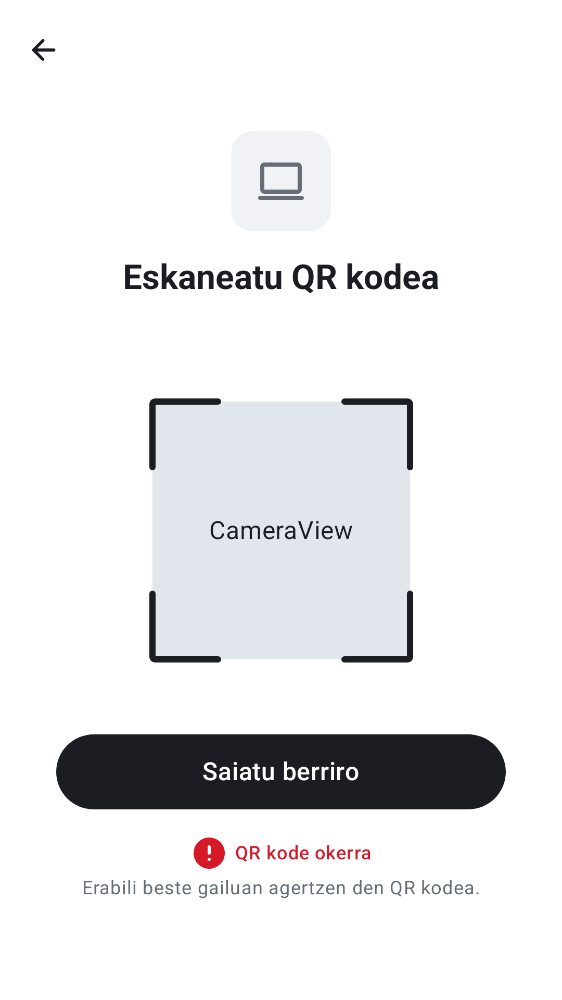 Eskaneatu QR kodea
CameraView
Saiatu berriro
QR kode okerra
Erabili beste gailuan agertzen den QR kodea.